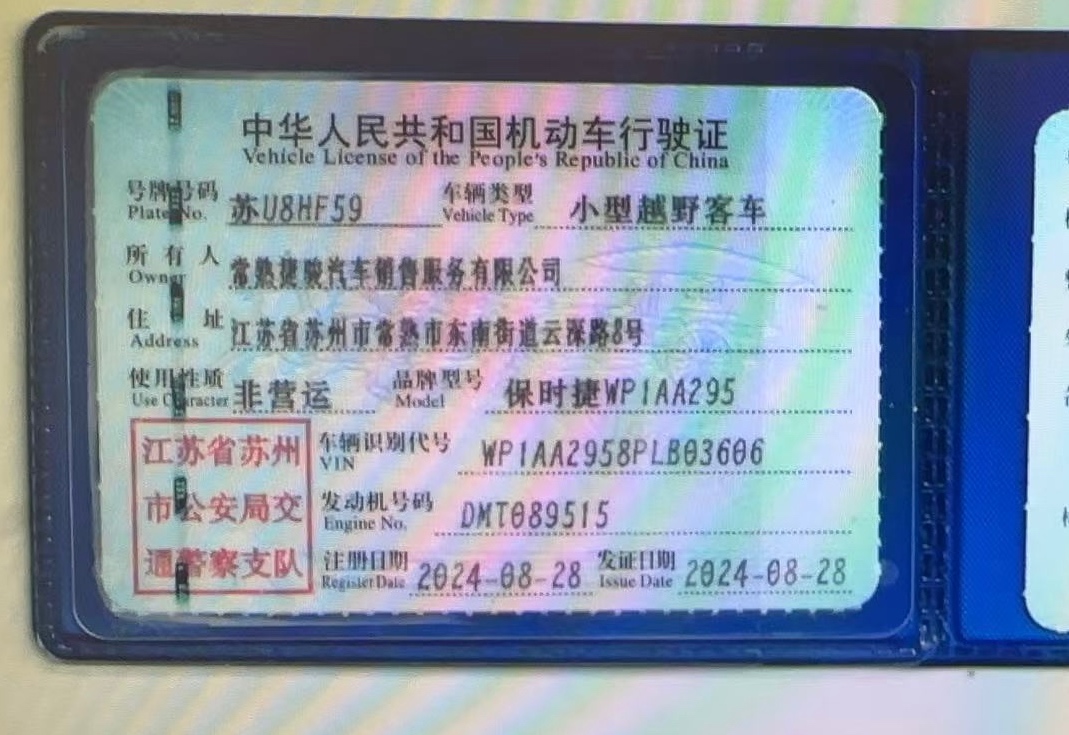 中华人民共和国机动车行驶证
Vehicle License of the People's Republic of China
号牌号码 苏U8HF59 车辆类型 小型越野客车
Plate No. Vehicle Type
所有人 常熟捷骏汽车销售服务有限公司
Owner
住址 江苏省苏州市常熟市东南街道云深路8号
Address
使用性质 非营运 品牌型号 保时捷WP1AA295
Use Character Model
江苏省苏州
市公安局交
通警察支队
车辆识别代号 WP1AA2958PLB03606
VIN
发动机号码 DMT089515
Engine No.
注册日期 2024-08-28 发证日期 2024-08-28
Register Date Issue Date